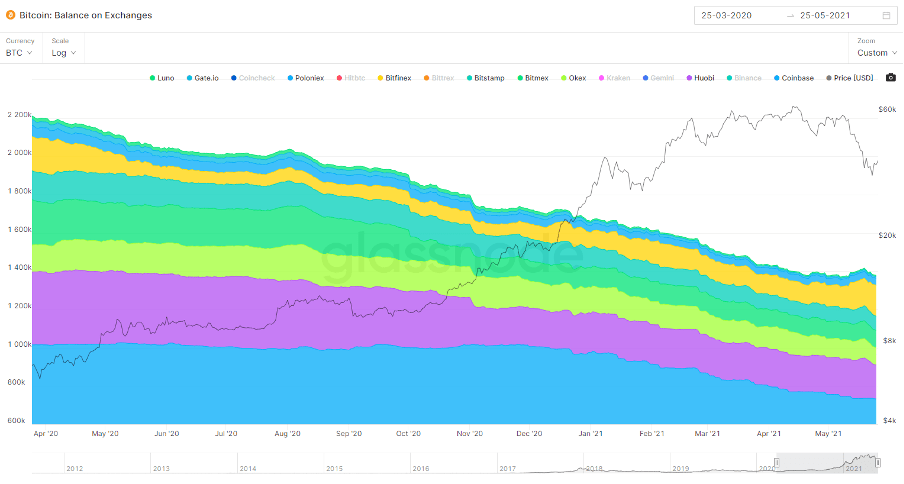 Bitcoin: Balance on Exchanges
25-03-2020 → 25-05-2021
Currency
BTC
Scale
Log
Zoom
Custom
Luno Gate.io Coincheck Poloniex Hitbtc Bitfinex Bittrex Bitstamp Bitmex Okex Kraken Gemini Huobi Binance Coinbase Price [USD]
2 200k
2 000k
1 800k
1 600k
1 400k
1 200k
1 000k
800k
600k
$60k
$20k
$8k
$4k
glassnode
Apr '20 May '20 Jun '20 Jul '20 Aug '20 Sep '20 Oct '20 Nov '20 Dec '20 Jan '21 Feb '21 Mar '21 Apr '21 May '21
2012 2013 2014 2015 2016 2017 2018 2019 2020 2021